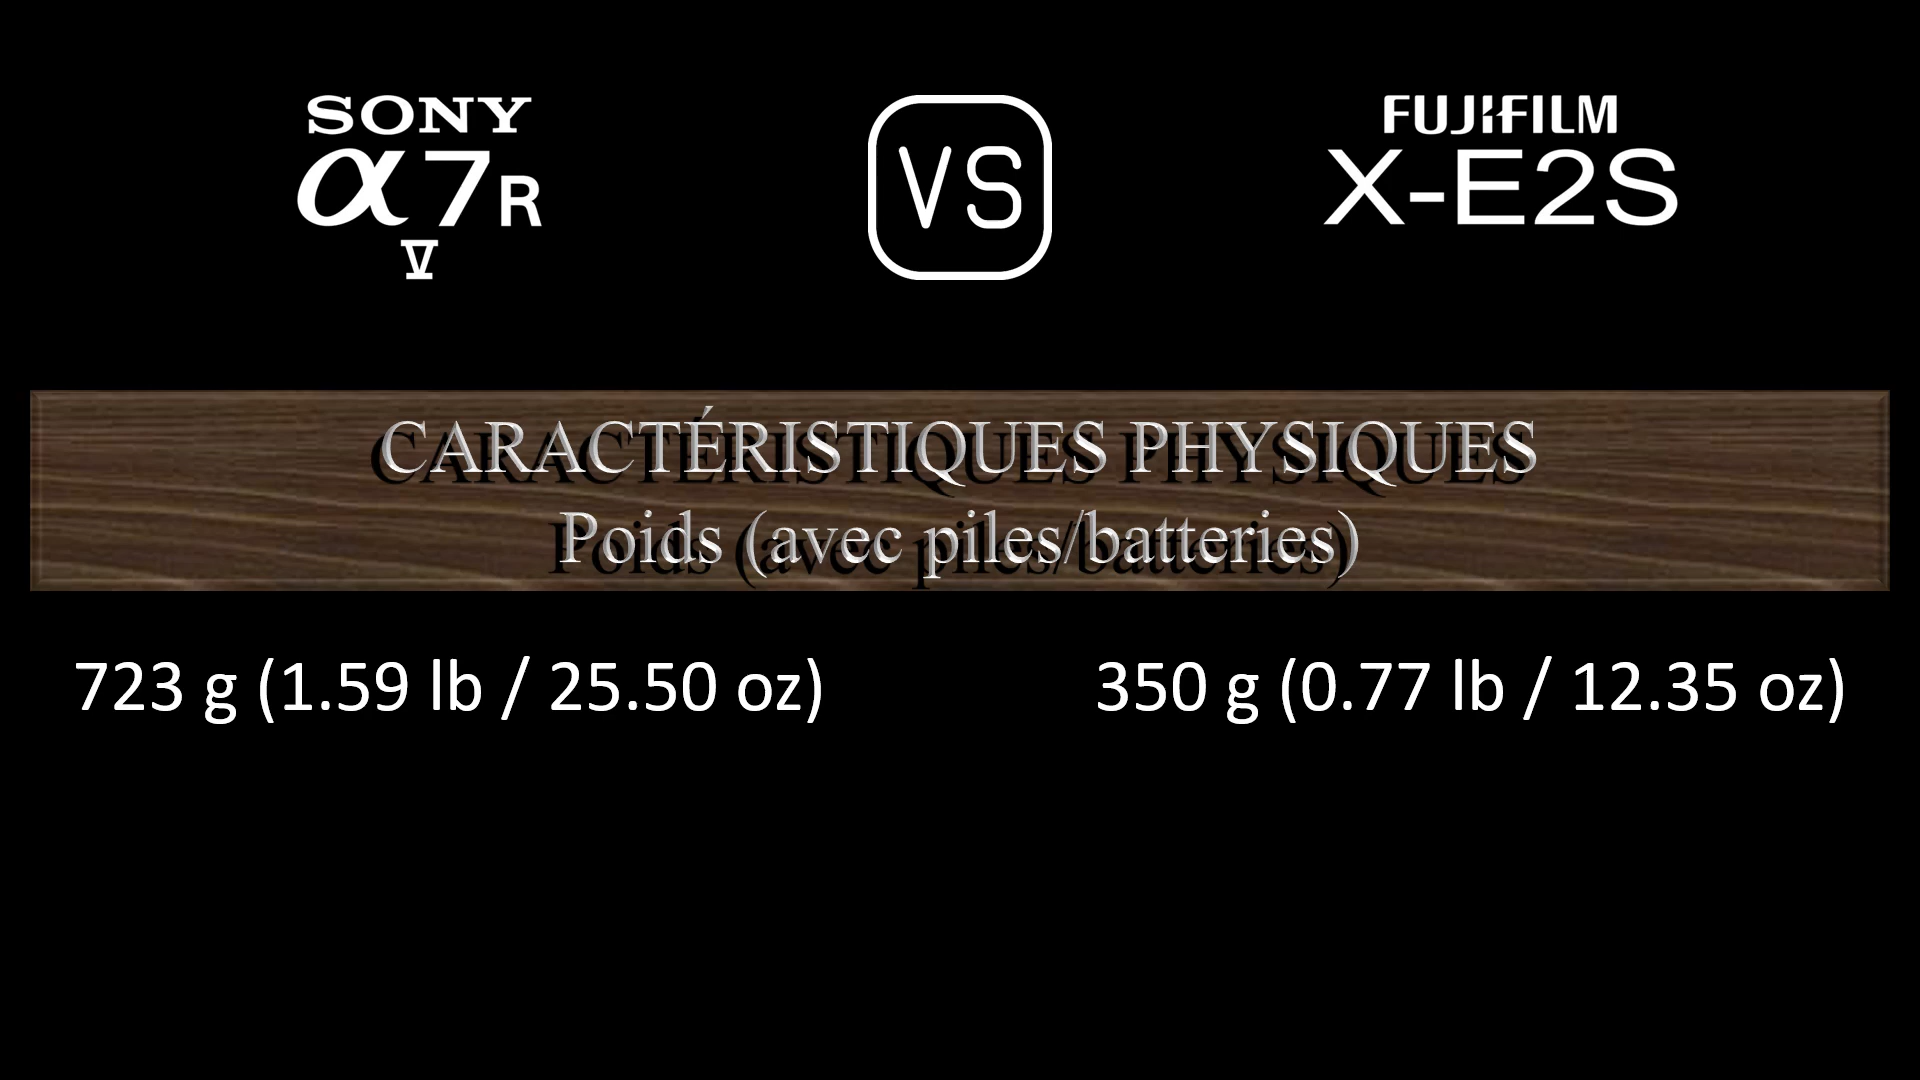 SONY
α7R
V
VS
FUJIFILM
X-E2S
CARACTÉRISTIQUES PHYSIQUES
Poids (avec piles/batteries)
723 g (1.59 lb / 25.50 oz)
350 g (0.77 lb / 12.35 oz)